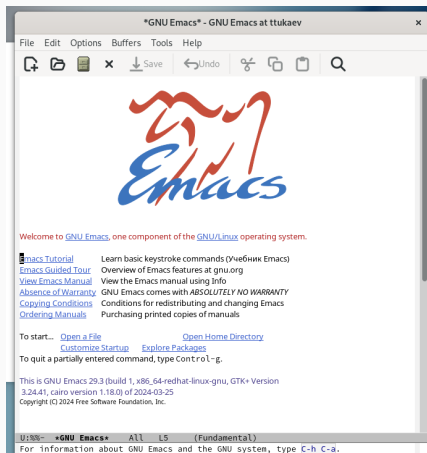 *GNU Emacs* - GNU Emacs at ttukaev ×
File Edit Options Buffers Tools Help
Save Undo
Emacs
Welcome to GNU Emacs, one component of the GNU/Linux operating system.
Emacs Tutorial Learn basic keystroke commands (Учебник Emacs)
Emacs Guided Tour Overview of Emacs features at gnu.org
View Emacs Manual View the Emacs manual using Info
Absence of Warranty GNU Emacs comes with ABSOLUTELY NO WARRANTY
Copying Conditions Conditions for redistributing and changing Emacs
Ordering Manuals Purchasing printed copies of manuals
To start... Open a File Open Home Directory
Customize Startup Explore Packages
To quit a partially entered command, type Control-g.
This is GNU Emacs 29.3 (build 1, x86_64-redhat-linux-gnu, GTK+ Version
3.24.41, cairo version 1.18.0) of 2024-03-25
Copyright (C) 2024 Free Software Foundation, Inc.
U:%%- *GNU Emacs* All L5 (Fundamental)
For information about GNU Emacs and the GNU system, type C-h C-a.